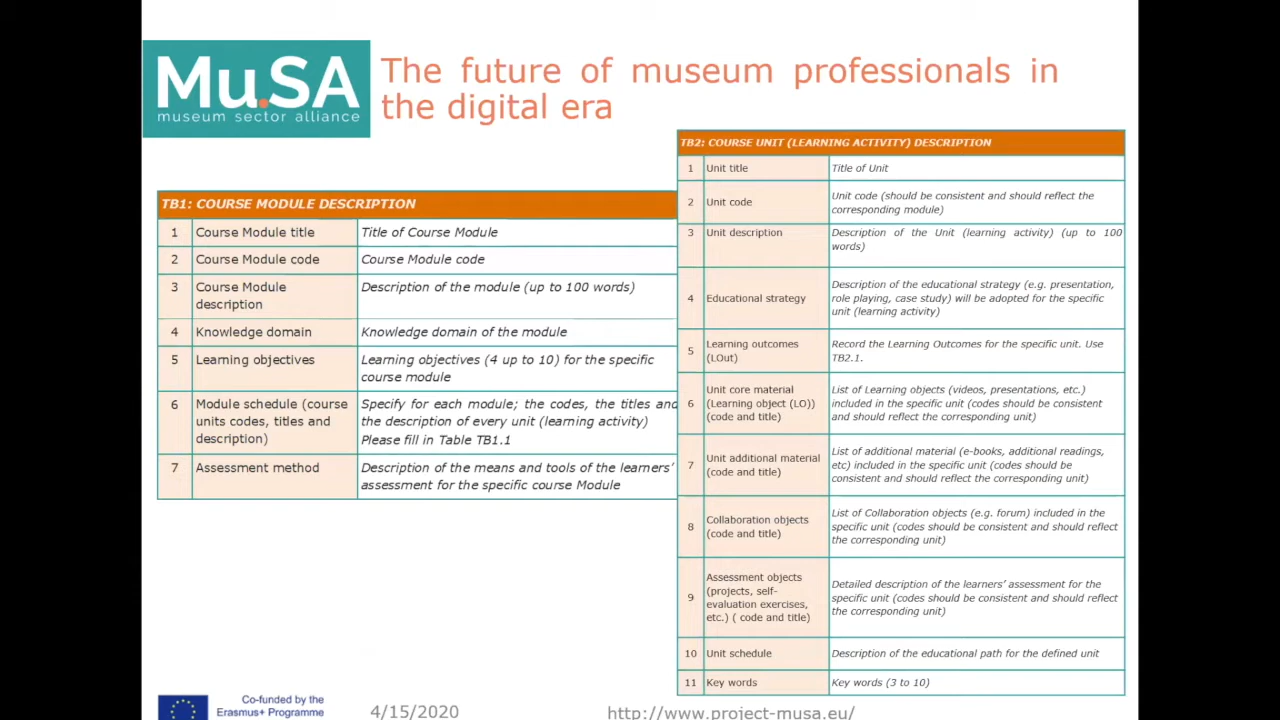 Mu.SA
museum sector alliance
The future of museum professionals in
the digital era
TB1: COURSE MODULE DESCRIPTION
1 Course Module title Title of Course Module
2 Course Module code Course Module code
3 Course Module Description of the module (up to 100 words)
description
4 Knowledge domain Knowledge domain of the module
5 Learning objectives Learning objectives (4 up to 10) for the specific
course module
6 Module schedule (course Specify for each module; the codes, the titles and
units codes, titles and the description of every unit (learning activity)
description) Please fill in Table TB1.1
7 Assessment method Description of the means and tools of the learners’
assessment for the specific course Module
TB2: COURSE UNIT (LEARNING ACTIVITY) DESCRIPTION
1 Unit title Title of Unit
2 Unit code Unit code (should be consistent and should reflect the
corresponding module)
3 Unit description Description of the Unit (learning activity) (up to 100
words)
4 Educational strategy Description of the educational strategy (e.g. presentation,
role playing, case study) will be adopted for the specific
unit (learning activity)
5 Learning outcomes Record the Learning Outcomes for the specific unit. Use
(LOut) TB2.1.
6 Unit core material List of Learning objects (videos, presentations, etc.)
(Learning object (LO)) included in the specific unit (codes should be consistent
(code and title) and should reflect the corresponding unit)
7 Unit additional material List of additional material (e-books, additional readings,
(code and title) etc) included in the specific unit (codes should be
consistent and should reflect the corresponding unit)
8 Collaboration objects List of Collaboration objects (e.g. forum) included in the
(code and title) specific unit (codes should be consistent and should reflect
the corresponding unit)
9 Assessment objects Detailed description of the learners’ assessment for the
(projects, self- specific unit (codes should be consistent and should reflect
evaluation exercises, the corresponding unit)
etc.) ( code and title)
10 Unit schedule Description of the educational path for the defined unit
11 Key words Key words (3 to 10)
Co-funded by the
Erasmus+ Programme
4/15/2020
http://www.project-musa.eu/